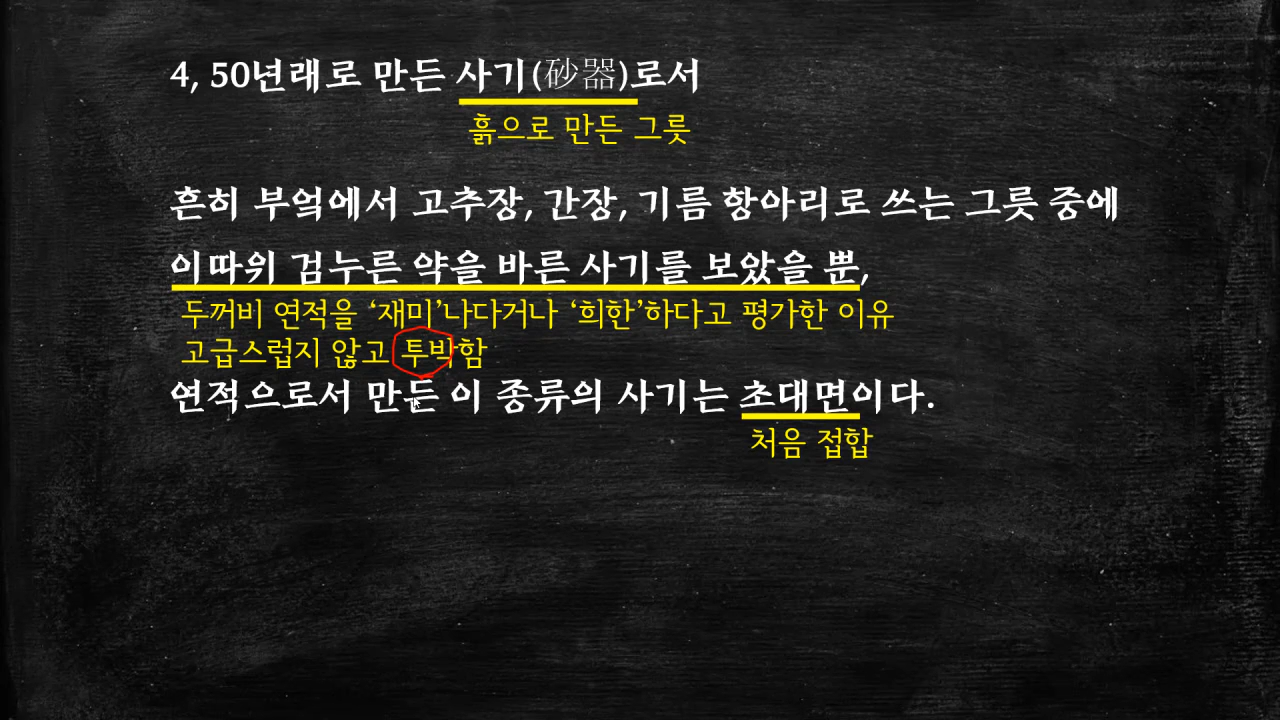 4, 50년래로 만든 사기(砂器)로서
흙으로 만든 그릇
흔히 부엌에서 고추장, 간장, 기름 항아리로 쓰는 그릇 중에
이따위 검누른 약을 바른 사기를 보았을 뿐,
두꺼비 연적을 ‘재미’나다거나 ‘희한’하다고 평가한 이유
고급스럽지 않고 투박함
연적으로서 만든 이 종류의 사기는 초대면이다.
처음 접합